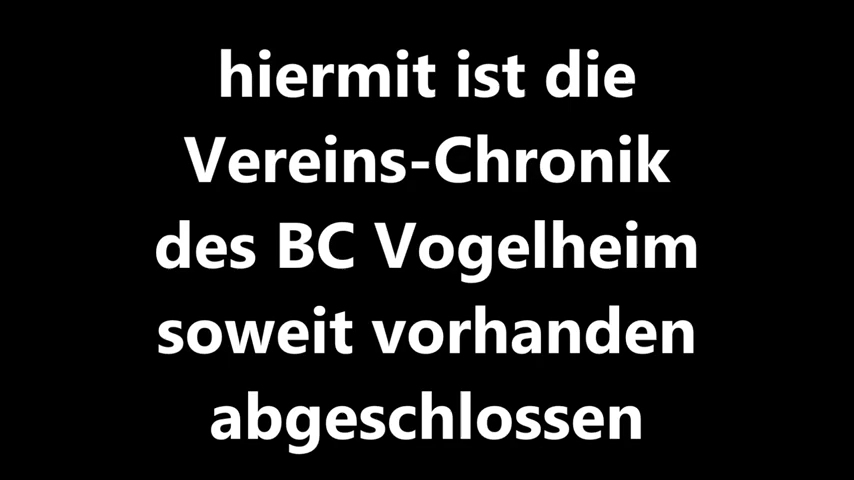 hiermit ist die
Vereins-Chronik
des BC Vogelheim
soweit vorhanden
abgeschlossen